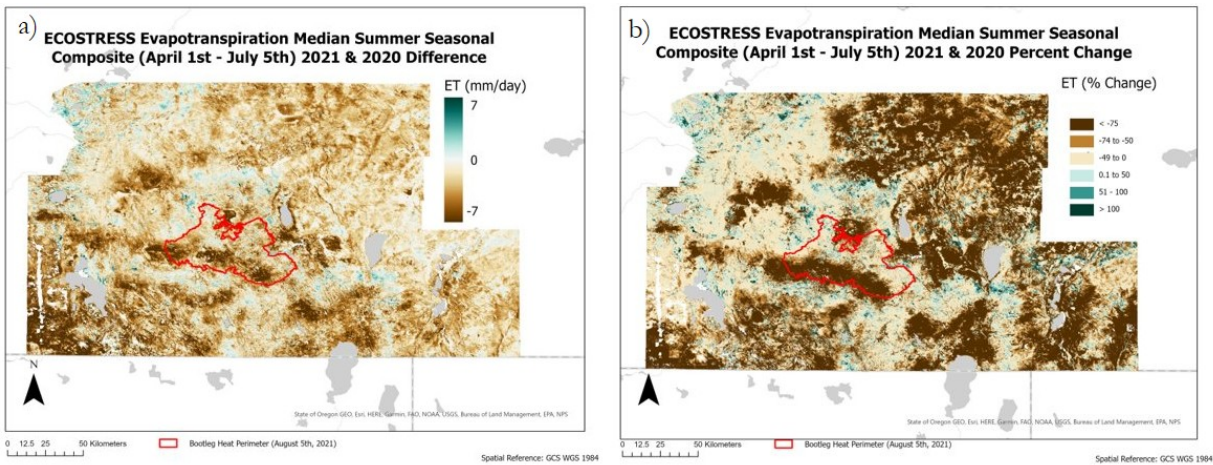 a)
ECOSTRESS Evapotranspiration Median Summer Seasonal
Composite (April 1st - July 5th) 2021 & 2020 Difference
ET (mm/day)
7
0
-7
N
State of Oregon GEO, Esri, HERE, Garmin, FAO, NOAA, USGS, Bureau of Land Management, EPA, NPS
0 12.5 25 50 Kilometers
Bootleg Heat Perimeter (August 5th, 2021)
Spatial Reference: GCS WGS 1984
b)
ECOSTRESS Evapotranspiration Median Summer Seasonal
Composite (April 1st - July 5th) 2021 & 2020 Percent Change
ET (% Change)
< -75
-74 to -50
-49 to 0
0.1 to 50
51 - 100
> 100
N
State of Oregon GEO, Esri, HERE, Garmin, FAO, NOAA, USGS, Bureau of Land Management, EPA, NPS
0 12.5 25 50 Kilometers
Bootleg Heat Perimeter (August 5th, 2021)
Spatial Reference: GCS WGS 1984